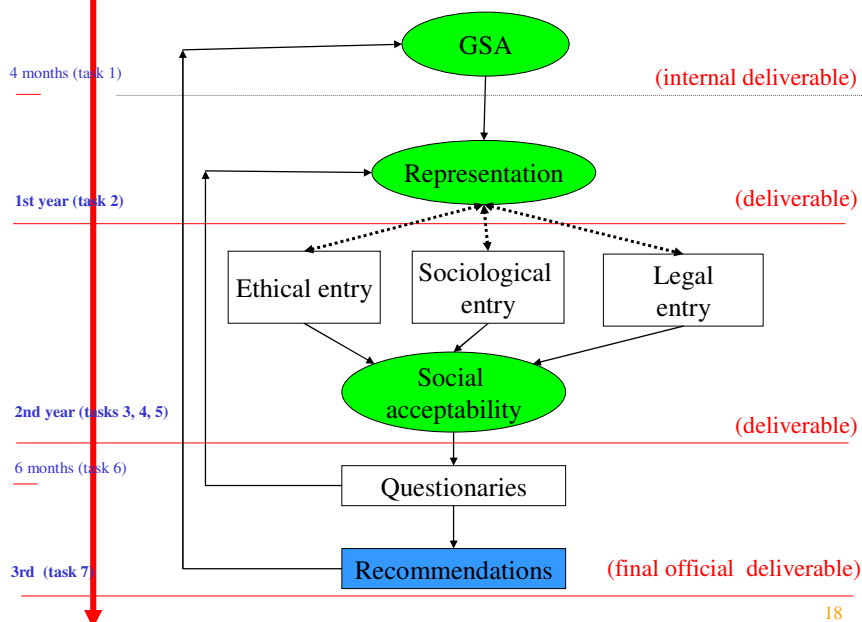 GSA
4 months (task 1)
(internal deliverable)
Representation
1st year (task 2)
(deliverable)
Ethical entry
Sociological
entry
Legal
entry
Social
acceptability
2nd year (tasks 3, 4, 5)
(deliverable)
6 months (task 6)
Questionaries
3rd (task 7)
Recommendations
(final official deliverable)
18